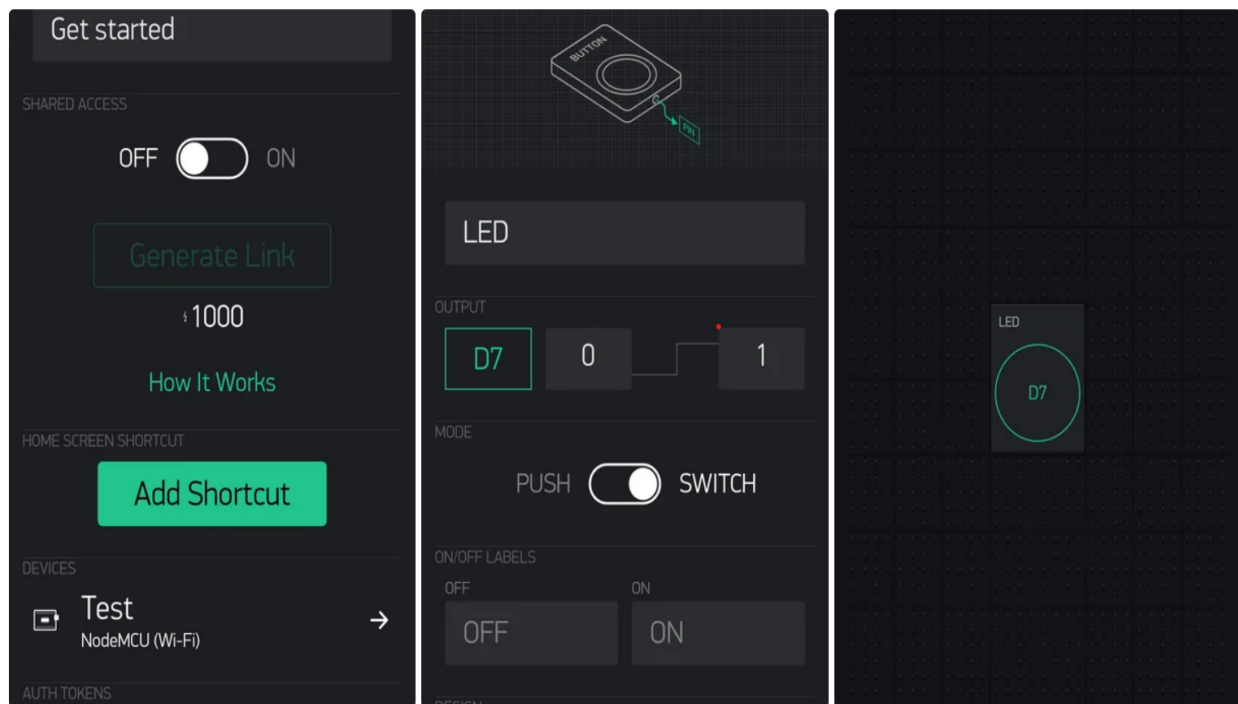 Get started
SHARED ACCESS
OFF ON
Generate Link
1000
How It Works
HOME SCREEN SHORTCUT
Add Shortcut
DEVICES
Test
NodeMCU (Wi-Fi)
AUTH TOKENS
BUTTON
PIN
LED
OUTPUT
D7 0 1
MODE
PUSH SWITCH
ON/OFF LABELS
OFF ON
OFF ON
DESIGN
LED
D7